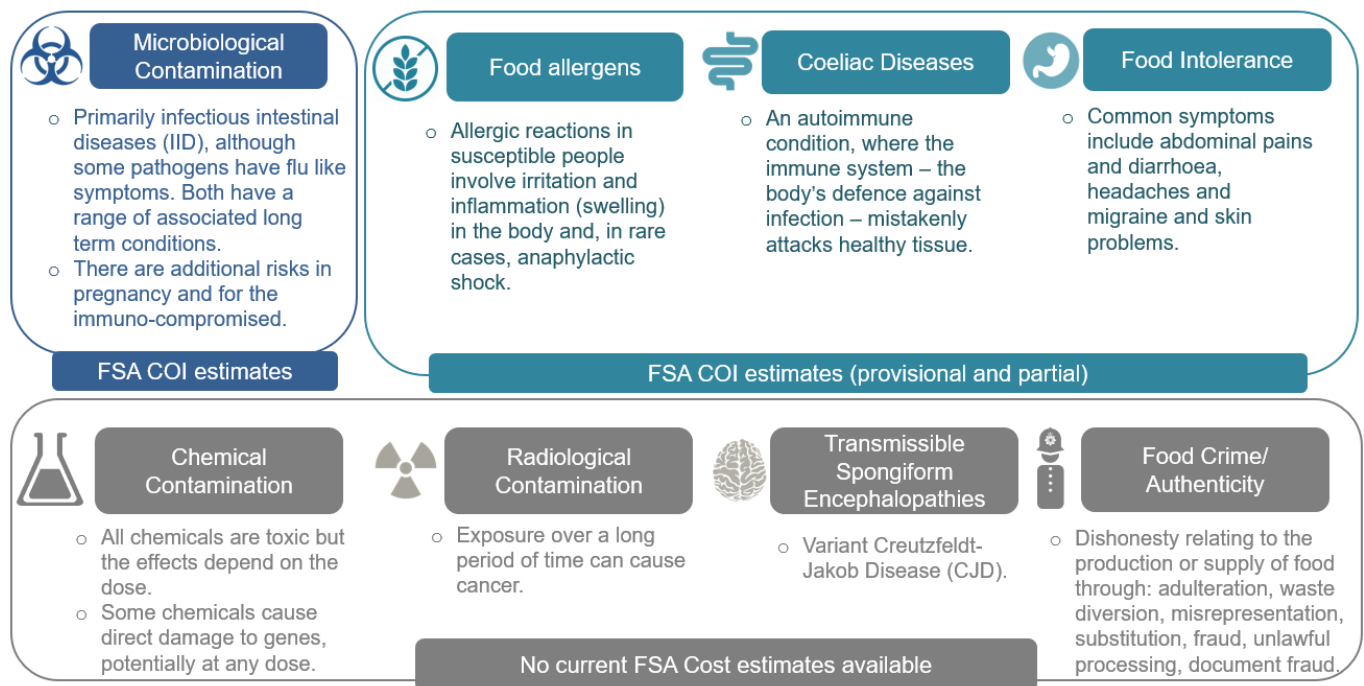 Microbiological
Contamination
○ Primarily infectious intestinal
diseases (IID), although
some pathogens have flu like
symptoms. Both have a
range of associated long
term conditions.
○ There are additional risks in
pregnancy and for the
immuno-compromised.
FSA COI estimates
Food allergens
○ Allergic reactions in
susceptible people
involve irritation and
inflammation (swelling)
in the body and, in rare
cases, anaphylactic
shock.
Coeliac Diseases
○ An autoimmune
condition, where the
immune system – the
body's defence against
infection – mistakenly
attacks healthy tissue.
Food Intolerance
○ Common symptoms
include abdominal pains
and diarrhoea,
headaches and
migraine and skin
problems.
FSA COI estimates (provisional and partial)
Chemical
Contamination
○ All chemicals are toxic but
the effects depend on the
dose.
○ Some chemicals cause
direct damage to genes,
potentially at any dose.
Radiological
Contamination
○ Exposure over a long
period of time can cause
cancer.
Transmissible
Spongiform
Encephalopathies
○ Variant Creutzfeldt-
Jakob Disease (CJD).
Food Crime/
Authenticity
○ Dishonesty relating to the
production or supply of food
through: adulteration, waste
diversion, misrepresentation,
substitution, fraud, unlawful
processing, document fraud.
No current FSA Cost estimates available